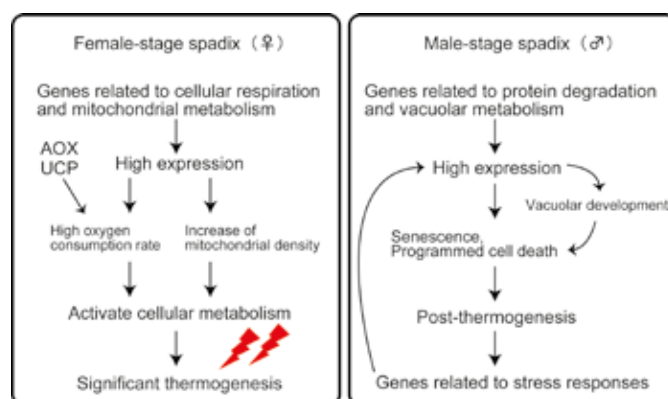 Female-stage spadix (♀)
Genes related to cellular respiration
and mitochondrial metabolism
AOX
UCP
High expression
High oxygen
consumption rate
Increase of
mitochondrial density
Activate cellular metabolism
Significant thermogenesis
Male-stage spadix (♂)
Genes related to protein degradation
and vacuolar metabolism
High expression
Vacuolar development
Senescence,
Programmed cell death
Post-thermogenesis
Genes related to stress responses